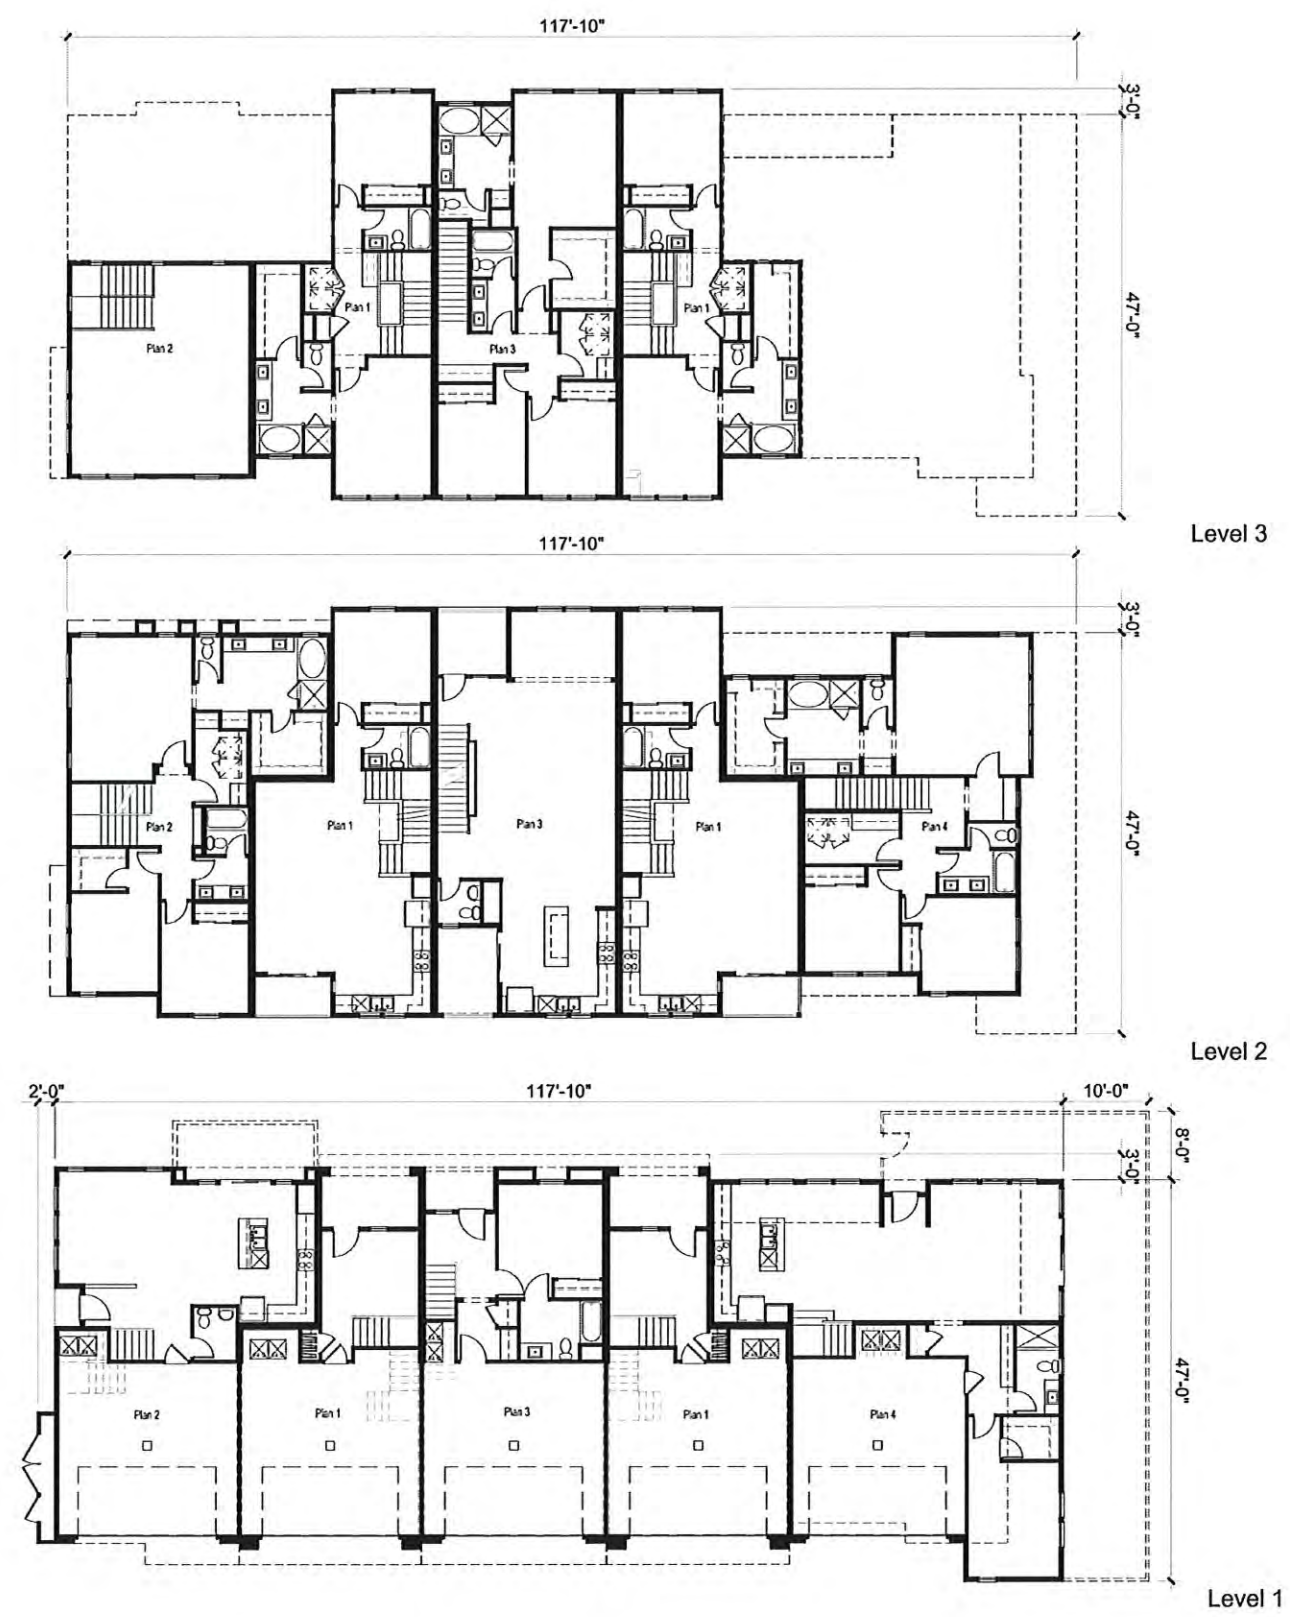 117'-10"
3'-0"
47'-0"
Plan 1
Plan 1
Plan 2
Plan 3
Level 3
117'-10"
3'-0"
47'-0"
Plan 2
Plan 1
Plan 3
Plan 1
Plan 4
Level 2
2'-0"
117'-10"
10'-0"
8'-0"
3'-0"
47'-0"
Plan 2
Plan 1
Plan 3
Plan 1
Plan 4
Level 1